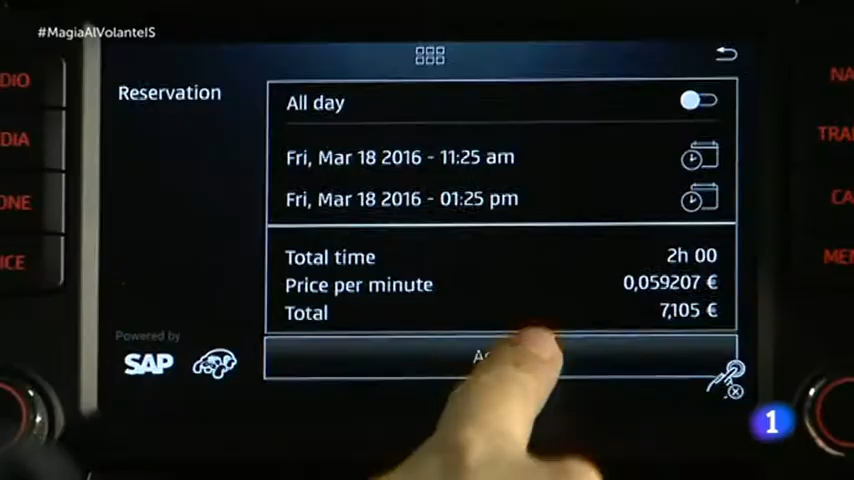 #MagiaAlVolanteIS
Reservation
All day
Fri, Mar 18 2016 - 11:25 am
Fri, Mar 18 2016 - 01:25 pm
Total time 2h 00
Price per minute 0,059207 €
Total 7,105 €
Powered by
SAP
1